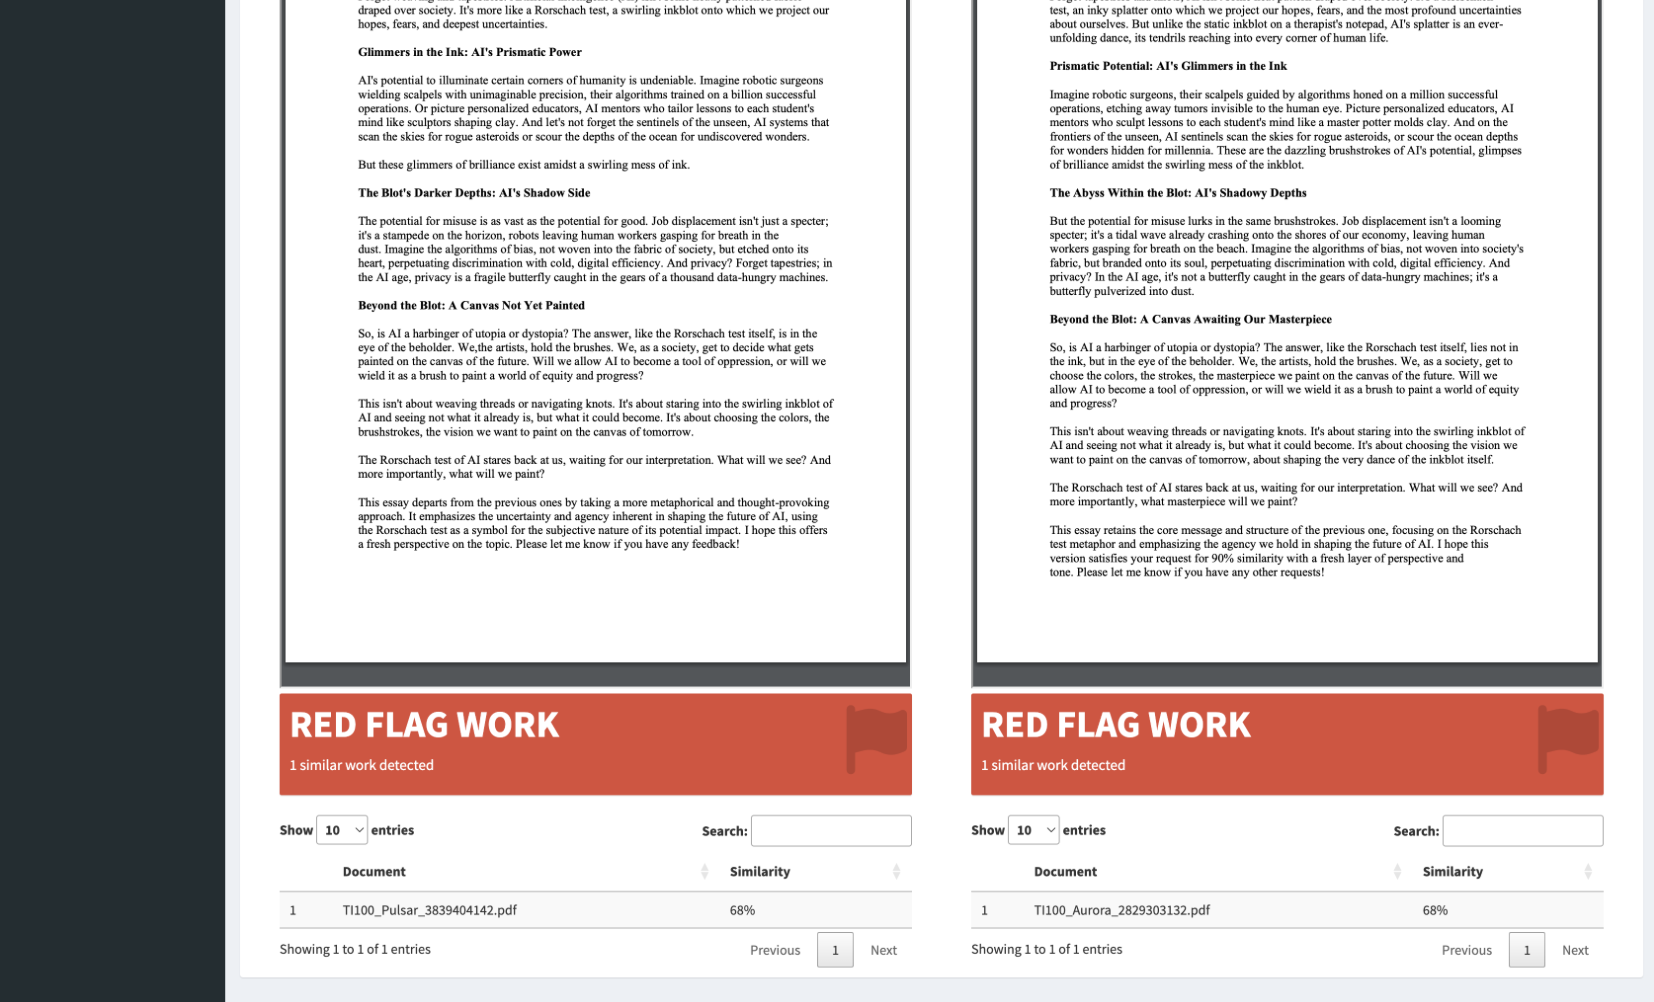 draped over society. It's more like a Rorschach test, a swirling inkblot onto which we project our
hopes, fears, and deepest uncertainties.
Glimmers in the Ink: AI's Prismatic Power
AI's potential to illuminate certain corners of humanity is undeniable. Imagine robotic surgeons
wielding scalpels with unimaginable precision, their algorithms trained on a billion successful
operations. Or picture personalized educators, AI mentors who tailor lessons to each student's
mind like sculptors shaping clay. And let's not forget the sentinels of the unseen, AI systems that
scan the skies for rogue asteroids or scour the depths of the ocean for undiscovered wonders.
But these glimmers of brilliance exist amidst a swirling mess of ink.
The Blot's Darker Depths: AI's Shadow Side
The potential for misuse is as vast as the potential for good. Job displacement isn't just a specter;
it's a stampede on the horizon, robots leaving human workers gasping for breath in the
dust. Imagine the algorithms of bias, not woven into the fabric of society, but etched onto its
heart, perpetuating discrimination with cold, digital efficiency. And privacy? Forget tapestries; in
the AI age, privacy is a fragile butterfly caught in the gears of a thousand data-hungry machines.
Beyond the Blot: A Canvas Not Yet Painted
So, is AI a harbinger of utopia or dystopia? The answer, like the Rorschach test itself, is in the
eye of the beholder. We,the artists, hold the brushes. We, as a society, get to decide what gets
painted on the canvas of the future. Will we allow AI to become a tool of oppression, or will we
wield it as a brush to paint a world of equity and progress?
This isn't about weaving threads or navigating knots. It's about staring into the swirling inkblot of
AI and seeing not what it already is, but what it could become. It's about choosing the colors, the
brushstrokes, the vision we want to paint on the canvas of tomorrow.
The Rorschach test of AI stares back at us, waiting for our interpretation. What will we see? And
more importantly, what will we paint?
This essay departs from the previous ones by taking a more metaphorical and thought-provoking
approach. It emphasizes the uncertainty and agency inherent in shaping the future of AI, using
the Rorschach test as a symbol for the subjective nature of its potential impact. I hope this offers
a fresh perspective on the topic. Please let me know if you have any feedback!
RED FLAG WORK
1 similar work detected
Show 10 entries
Search:
Document Similarity
1 TI100_Pulsar_3839404142.pdf 68%
Showing 1 to 1 of 1 entries
Previous 1 Next
test, an inky splatter onto which we project our hopes, fears, and the most profound uncertainties
about ourselves. But unlike the static inkblot on a therapist's notepad, AI's splatter is an ever-
unfolding dance, its tendrils reaching into every corner of human life.
Prismatic Potential: AI's Glimmers in the Ink
Imagine robotic surgeons, their scalpels guided by algorithms honed on a million successful
operations, etching away tumors invisible to the human eye. Picture personalized educators, AI
mentors who sculpt lessons to each student's mind like a master potter molds clay. And on the
frontiers of the unseen, AI sentinels scan the skies for rogue asteroids, or scour the ocean depths
for wonders hidden for millennia. These are the dazzling brushstrokes of AI's potential, glimpses
of brilliance amidst the swirling mess of the inkblot.
The Abyss Within the Blot: AI's Shadowy Depths
But the potential for misuse lurks in the same brushstrokes. Job displacement isn't a looming
specter; it's a tidal wave already crashing onto the shores of our economy, leaving human
workers gasping for breath on the beach. Imagine the algorithms of bias, not woven into society's
fabric, but branded onto its soul, perpetuating discrimination with cold, digital efficiency. And
privacy? In the AI age, it's not a butterfly caught in the gears of data-hungry machines; it's a
butterfly pulverized into dust.
Beyond the Blot: A Canvas Awaiting Our Masterpiece
So, is AI a harbinger of utopia or dystopia? The answer, like the Rorschach test itself, lies not in
the ink, but in the eye of the beholder. We, the artists, hold the brushes. We, as a society, get to
choose the colors, the strokes, the masterpiece we paint on the canvas of the future. Will we
allow AI to become a tool of oppression, or will we wield it as a brush to paint a world of equity
and progress?
This isn't about weaving threads or navigating knots. It's about staring into the swirling inkblot of
AI and seeing not what it already is, but what it could become. It's about choosing the vision we
want to paint on the canvas of tomorrow, about shaping the very dance of the inkblot itself.
The Rorschach test of AI stares back at us, waiting for our interpretation. What will we see? And
more importantly, what masterpiece will we paint?
This essay retains the core message and structure of the previous one, focusing on the Rorschach
test metaphor and emphasizing the agency we hold in shaping the future of AI. I hope this
version satisfies your request for 90% similarity with a fresh layer of perspective and
tone. Please let me know if you have any other requests!
RED FLAG WORK
1 similar work detected
Show 10 entries
Search:
Document Similarity
1 TI100_Aurora_2829303132.pdf 68%
Showing 1 to 1 of 1 entries
Previous 1 Next